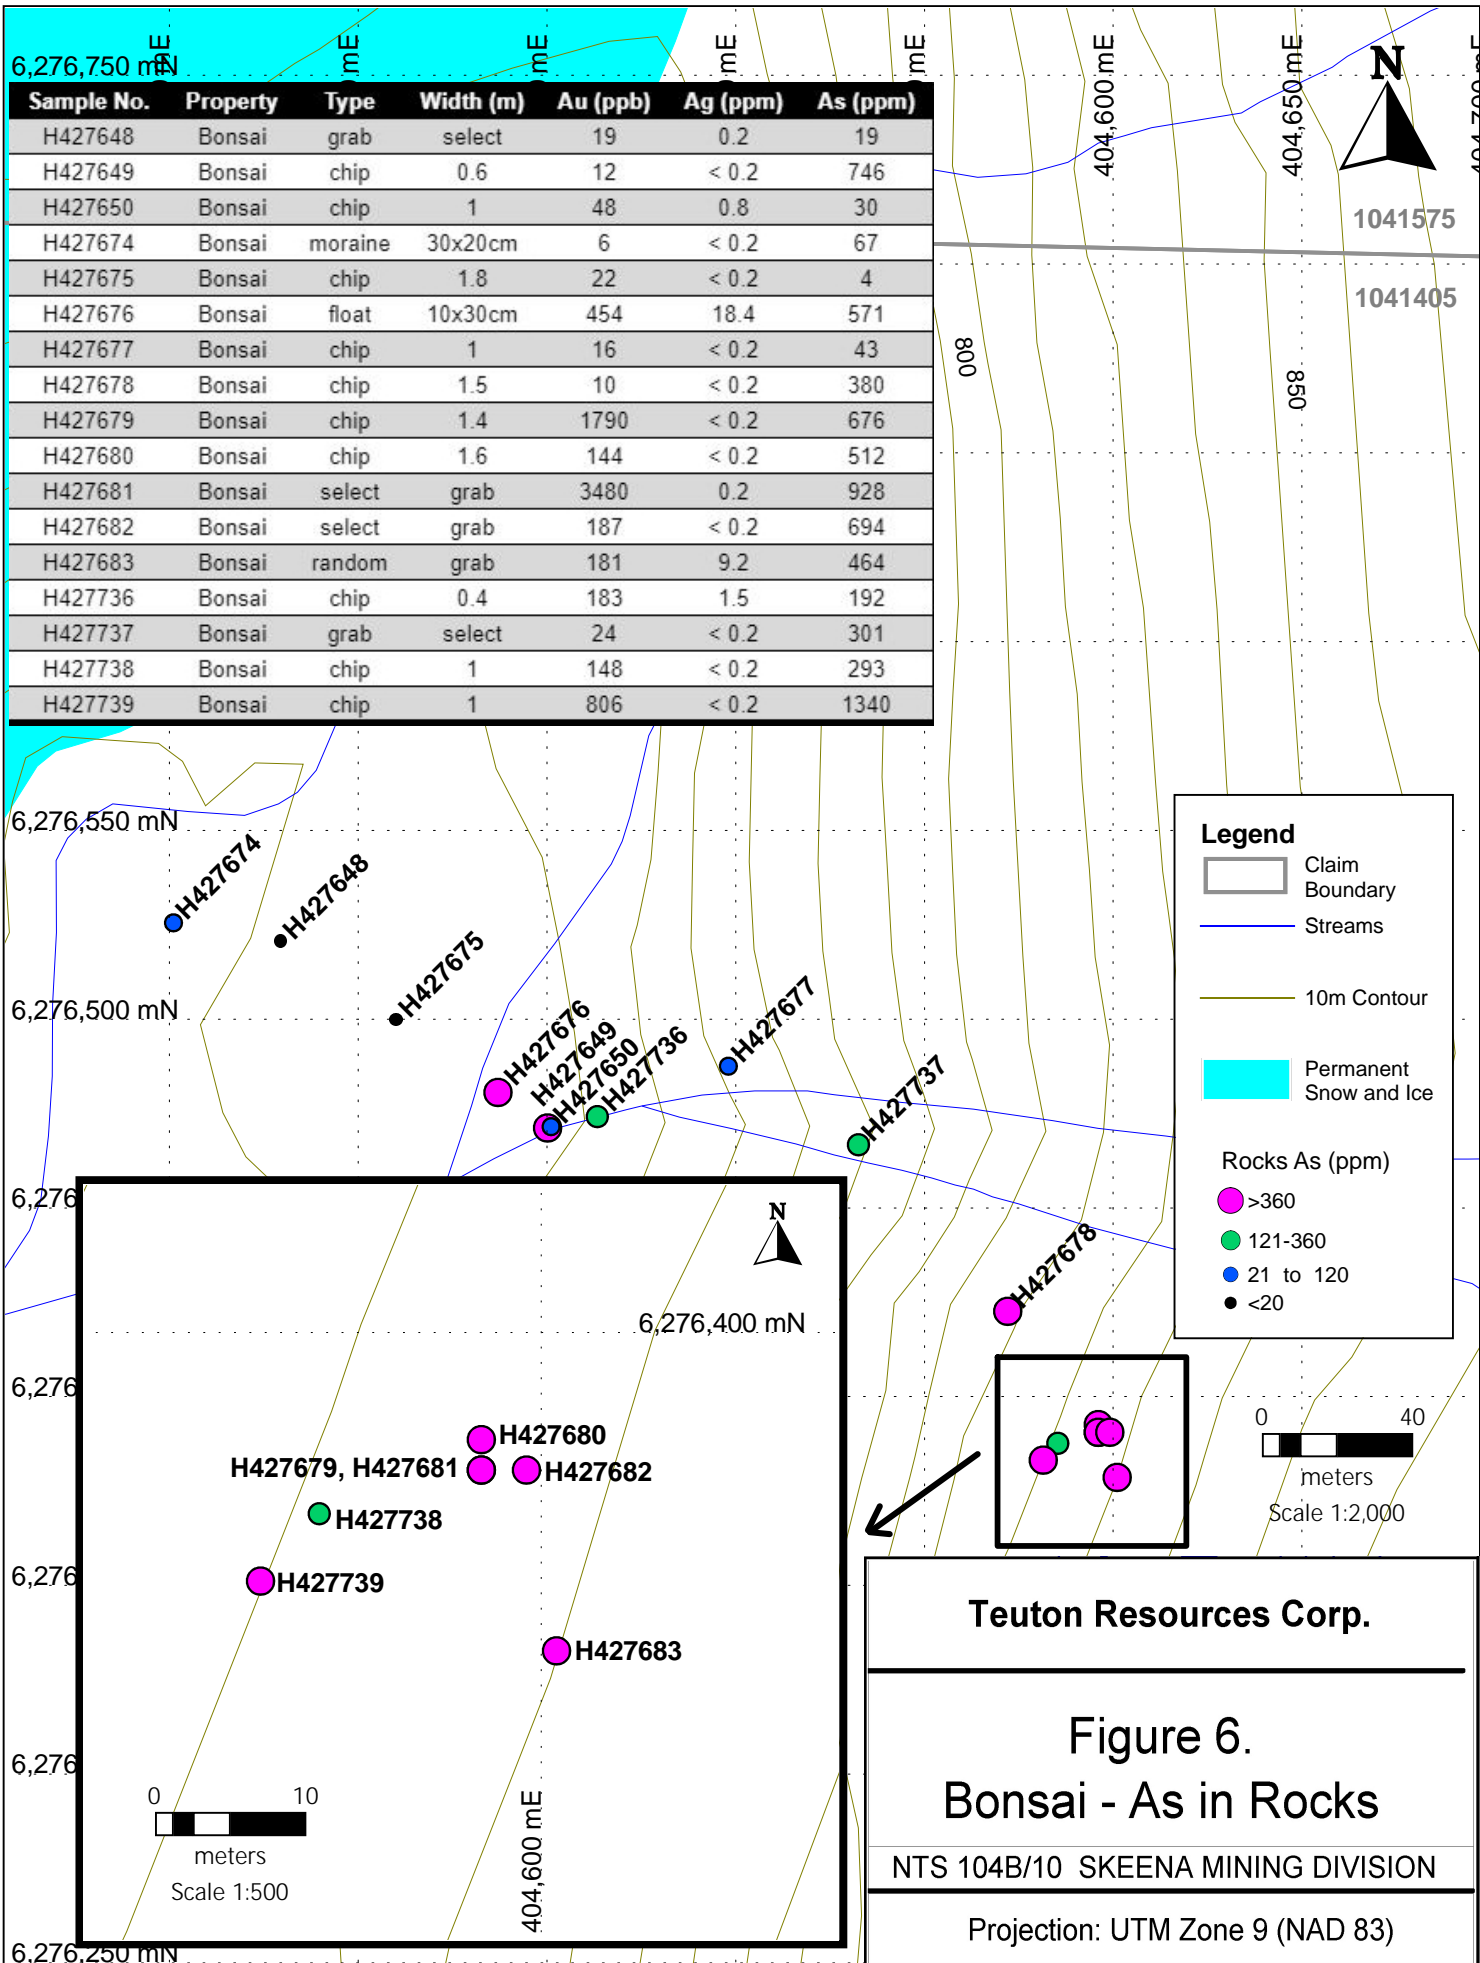 6,276,750 mN
mE
mE
mE
mE
mE
404,600 mE
404,650 mE
N
Sample No. Property Type Width (m) Au (ppb) Ag (ppm) As (ppm)
H427648 Bonsai grab select 19 0.2 19
H427649 Bonsai chip 0.6 12 < 0.2 746
H427650 Bonsai chip 1 48 0.8 30
H427674 Bonsai moraine 30x20cm 6 < 0.2 67
H427675 Bonsai chip 1.8 22 < 0.2 4
H427676 Bonsai float 10x30cm 454 18.4 571
H427677 Bonsai chip 1 16 < 0.2 43
H427678 Bonsai chip 1.5 10 < 0.2 380
H427679 Bonsai chip 1.4 1790 < 0.2 676
H427680 Bonsai chip 1.6 144 < 0.2 512
H427681 Bonsai select grab 3480 0.2 928
H427682 Bonsai select grab 187 < 0.2 694
H427683 Bonsai random grab 181 9.2 464
H427736 Bonsai chip 0.4 183 1.5 192
H427737 Bonsai grab select 24 < 0.2 301
H427738 Bonsai chip 1 148 < 0.2 293
H427739 Bonsai chip 1 806 < 0.2 1340
1041575
1041405
800
850
6,276,550 mN
H427674
H427648
H427675
6,276,500 mN
H427676
H427649
H427650
H427736
H427677
H427737
H427678
Legend
Claim
Boundary
Streams
10m Contour
Permanent
Snow and Ice
Rocks As (ppm)
>360
121-360
21 to 120
<20
6,276
6,276
6,276
6,276
6,276,250 mN
N
6,276,400 mN
H427680
H427679, H427681
H427682
H427738
H427739
H427683
0 10
meters
Scale 1:500
404,600 mE
0 40
meters
Scale 1:2,000
Teuton Resources Corp.
Figure 6.
Bonsai - As in Rocks
NTS 104B/10 SKEENA MINING DIVISION
Projection: UTM Zone 9 (NAD 83)